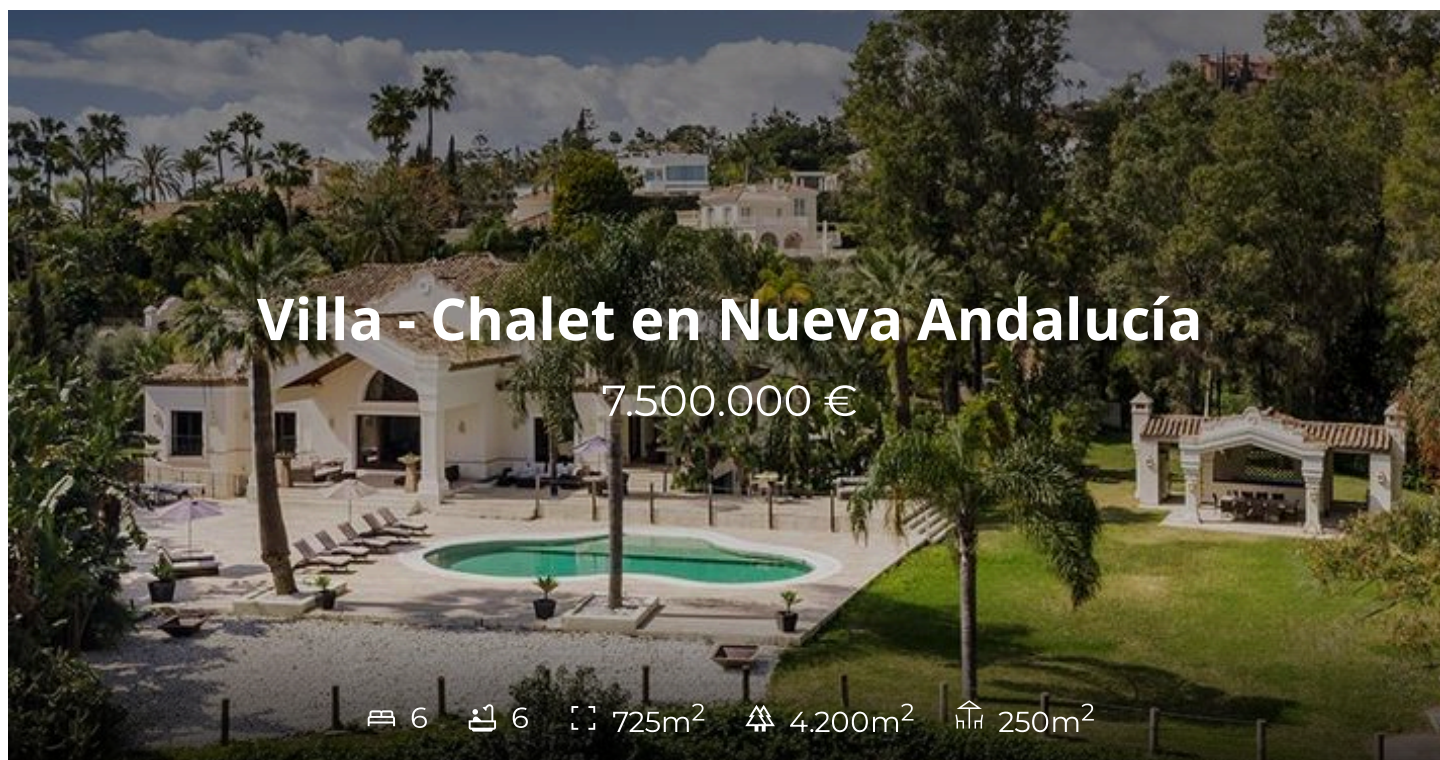 Villa - Chalet en Nueva Andalucía
7.500.000 €
6 6 725m² 4.200m² 250m²